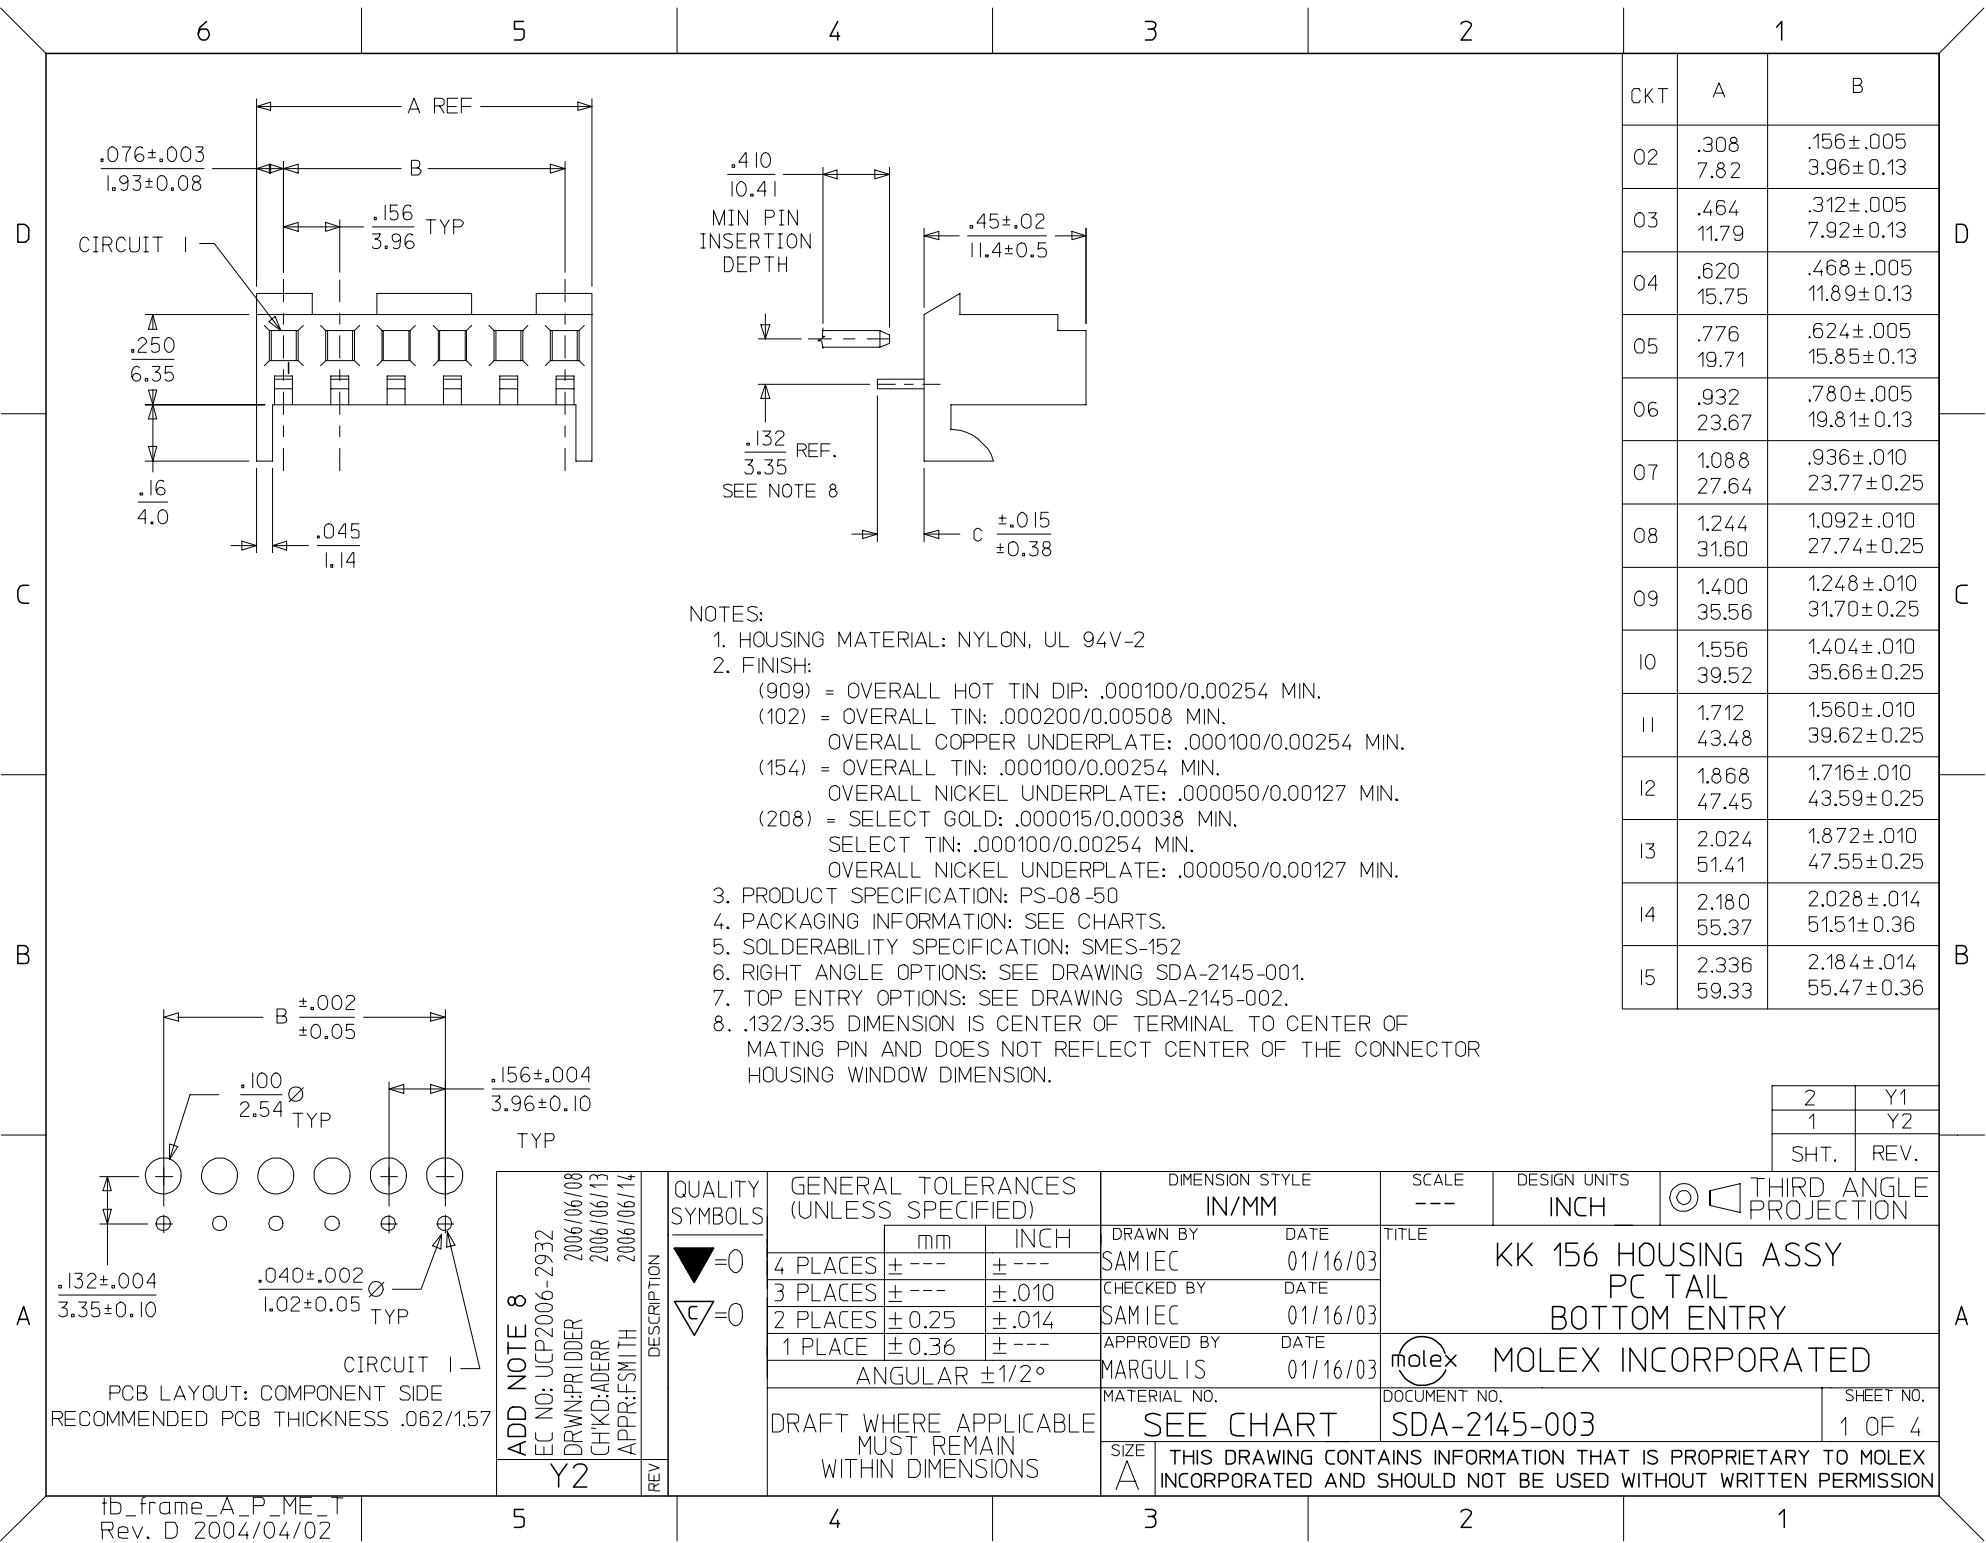 6 5 4 3 2 1
D
C
B
A
A REF
.076±.003
1.93±0.08
B
.156 TYP
3.96
CIRCUIT 1
.250
6.35
.16
4.0
.045
1.14
.410
10.41
MIN PIN
INSERTION
DEPTH
.45±.02
11.4±0.5
.132 REF.
3.35
SEE NOTE 8
C ±.015
±0.38
CKT A B
02 .308 .156±.005
7.82 3.96±0.13
03 .464 .312±.005
11.79 7.92±0.13
04 .620 .468±.005
15.75 11.89±0.13
05 .776 .624±.005
19.71 15.85±0.13
06 .932 .780±.005
23.67 19.81±0.13
07 1.088 .936±.010
27.64 23.77±0.25
08 1.244 1.092±.010
31.60 27.74±0.25
09 1.400 1.248±.010
35.56 31.70±0.25
10 1.556 1.404±.010
39.52 35.66±0.25
11 1.712 1.560±.010
43.48 39.62±0.25
12 1.868 1.716±.010
47.45 43.59±0.25
13 2.024 1.872±.010
51.41 47.55±0.25
14 2.180 2.028±.014
55.37 51.51±0.36
15 2.336 2.184±.014
59.33 55.47±0.36
D
C
B
A
NOTES:
1. HOUSING MATERIAL: NYLON, UL 94V-2
2. FINISH:
(909) = OVERALL HOT TIN DIP: .000100/0.00254 MIN.
(102) = OVERALL TIN: .000200/0.00508 MIN.
OVERALL COPPER UNDERPLATE: .000100/0.00254 MIN.
(154) = OVERALL TIN: .000100/0.00254 MIN.
OVERALL NICKEL UNDERPLATE: .000050/0.00127 MIN.
(208) = SELECT GOLD: .000015/0.00038 MIN.
SELECT TIN: .000100/0.00254 MIN.
OVERALL NICKEL UNDERPLATE: .000050/0.00127 MIN.
3. PRODUCT SPECIFICATION: PS-08-50
4. PACKAGING INFORMATION: SEE CHARTS.
5. SOLDERABILITY SPECIFICATION: SMES-152
6. RIGHT ANGLE OPTIONS: SEE DRAWING SDA-2145-001.
7. TOP ENTRY OPTIONS: SEE DRAWING SDA-2145-002.
8. .132/3.35 DIMENSION IS CENTER OF TERMINAL TO CENTER OF
MATING PIN AND DOES NOT REFLECT CENTER OF THE CONNECTOR
HOUSING WINDOW DIMENSION.
B ±.002
±0.05
.100 Ø
2.54 TYP
.156±.004
3.96±0.10
TYP
.132±.004
3.35±0.10
.040±.002 Ø
1.02±0.05 TYP
CIRCUIT 1
PCB LAYOUT: COMPONENT SIDE
RECOMMENDED PCB THICKNESS .062/1.57
2 Y1
1 Y2
SHT. REV.
ADD NOTE 8
EC NO: UCP2006-2932
DRWN:PRIDDER 2006/06/08
CH'KD:ADERR 2006/06/13
APPR:FSMITH 2006/06/14
DESCRIPTION
Y2
REV
QUALITY
SYMBOLS
=0
C =0
GENERAL TOLERANCES
(UNLESS SPECIFIED)
mm INCH
4 PLACES ± --- ± ---
3 PLACES ± --- ±.010
2 PLACES ±0.25 ±.014
1 PLACE ±0.36 ± ---
ANGULAR ±1/2°
DRAFT WHERE APPLICABLE
MUST REMAIN
WITHIN DIMENSIONS
DIMENSION STYLE
IN/MM
SCALE
---
DESIGN UNITS
INCH
THIRD ANGLE
PROJECTION
DRAWN BY DATE
SAMIEC 01/16/03
CHECKED BY DATE
SAMIEC 01/16/03
APPROVED BY DATE
MARGULIS 01/16/03
TITLE
KK 156 HOUSING ASSY
PC TAIL
BOTTOM ENTRY
molex MOLEX INCORPORATED
MATERIAL NO.
SEE CHART
DOCUMENT NO.
SDA-2145-003
SHEET NO.
1 OF 4
SIZE
A
THIS DRAWING CONTAINS INFORMATION THAT IS PROPRIETARY TO MOLEX
INCORPORATED AND SHOULD NOT BE USED WITHOUT WRITTEN PERMISSION
tb_frame_A_P_ME_T
Rev. D 2004/04/02
5 4 3 2 1